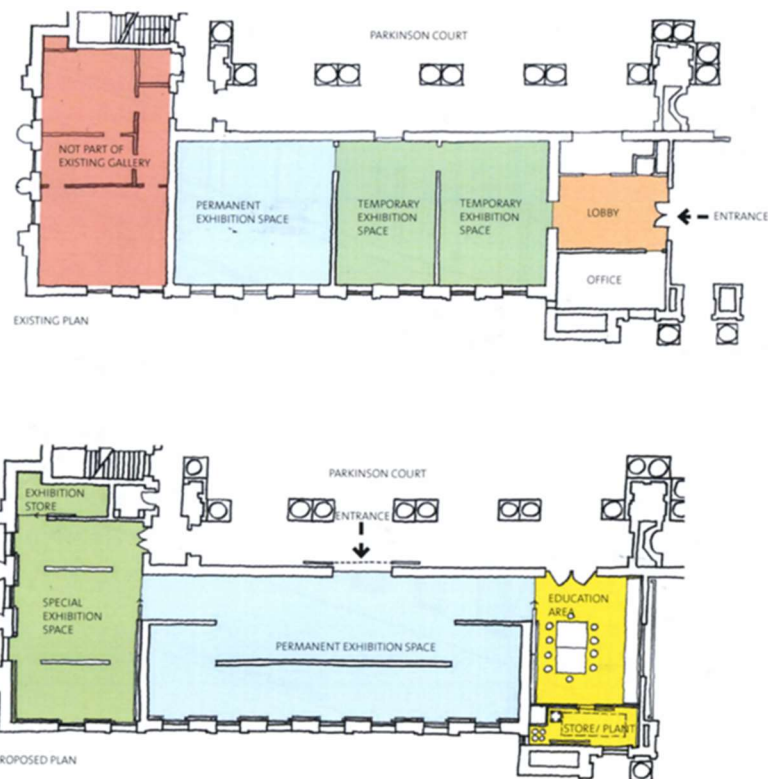 PARKINSON COURT
NOT PART OF
EXISTING GALLERY
PERMANENT
EXHIBITION SPACE
TEMPORARY
EXHIBITION
SPACE
TEMPORARY
EXHIBITION
SPACE
LOBBY
ENTRANCE
OFFICE
EXISTING PLAN
PARKINSON COURT
EXHIBITION
STORE
ENTRANCE
SPECIAL
EXHIBITION
SPACE
PERMANENT EXHIBITION SPACE
EDUCATION
AREA
STORE/ PLANT
ROPOSED PLAN